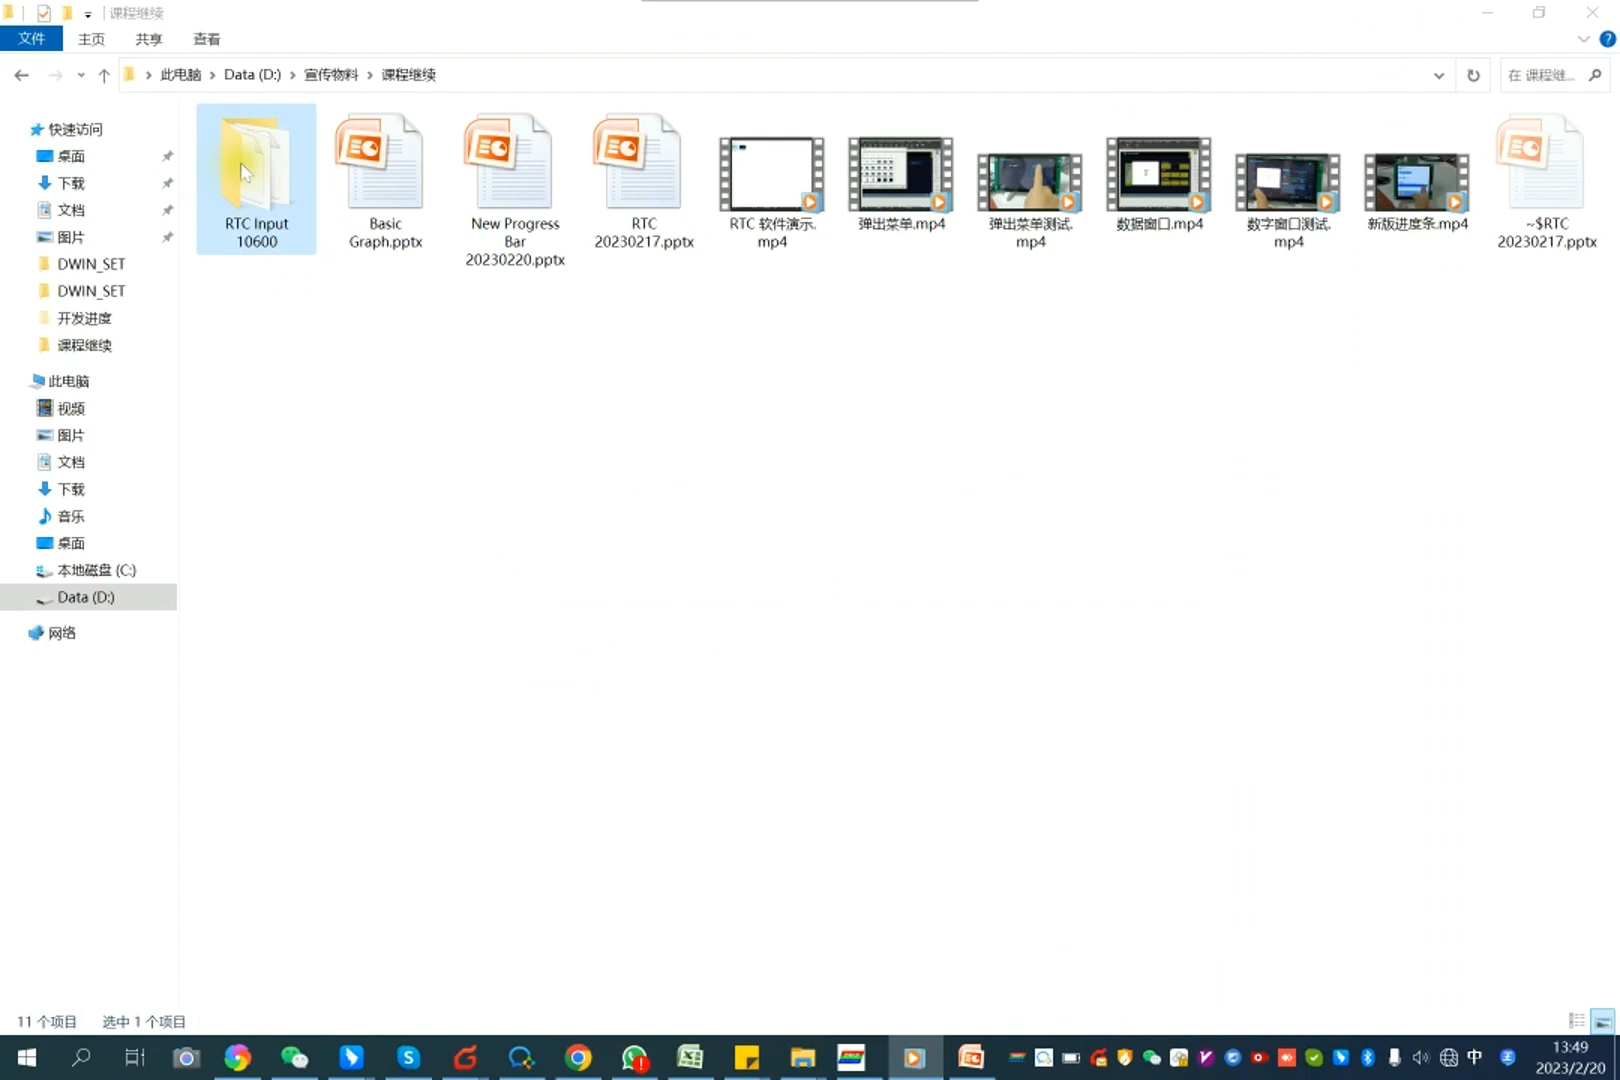 课程继续
文件 主页 共享 查看
此电脑 Data (D:) 宣传物料 课程继续
在 课程继...
快速访问
桌面
下载
文档
图片
DWIN_SET
DWIN_SET
开发进度
课程继续
此电脑
视频
图片
文档
下载
音乐
桌面
本地磁盘 (C:)
Data (D:)
网络
RTC Input
10600
Basic
Graph.pptx
New Progress
Bar
20230220.pptx
RTC
20230217.pptx
RTC 软件演示.
mp4
弹出菜单.mp4
弹出菜单测试.
mp4
数据窗口.mp4
数字窗口测试.
mp4
新版进度条.mp4
~$RTC
20230217.pptx
11 个项目 选中 1 个项目
中
13:49
2023/2/20